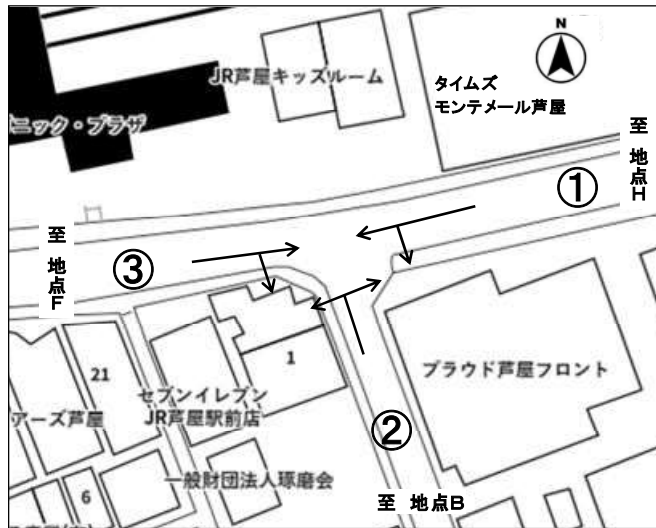 JR芦屋キッズルーム
N
タイムズ
モンテメール芦屋
ニック・プラザ
至 地点H
①
至 地点F
③
21
アーズ芦屋
セブンイレブン
JR芦屋駅前店
1
プラウド芦屋フロント
②
一般財団法人琢磨会
6
至 地点B